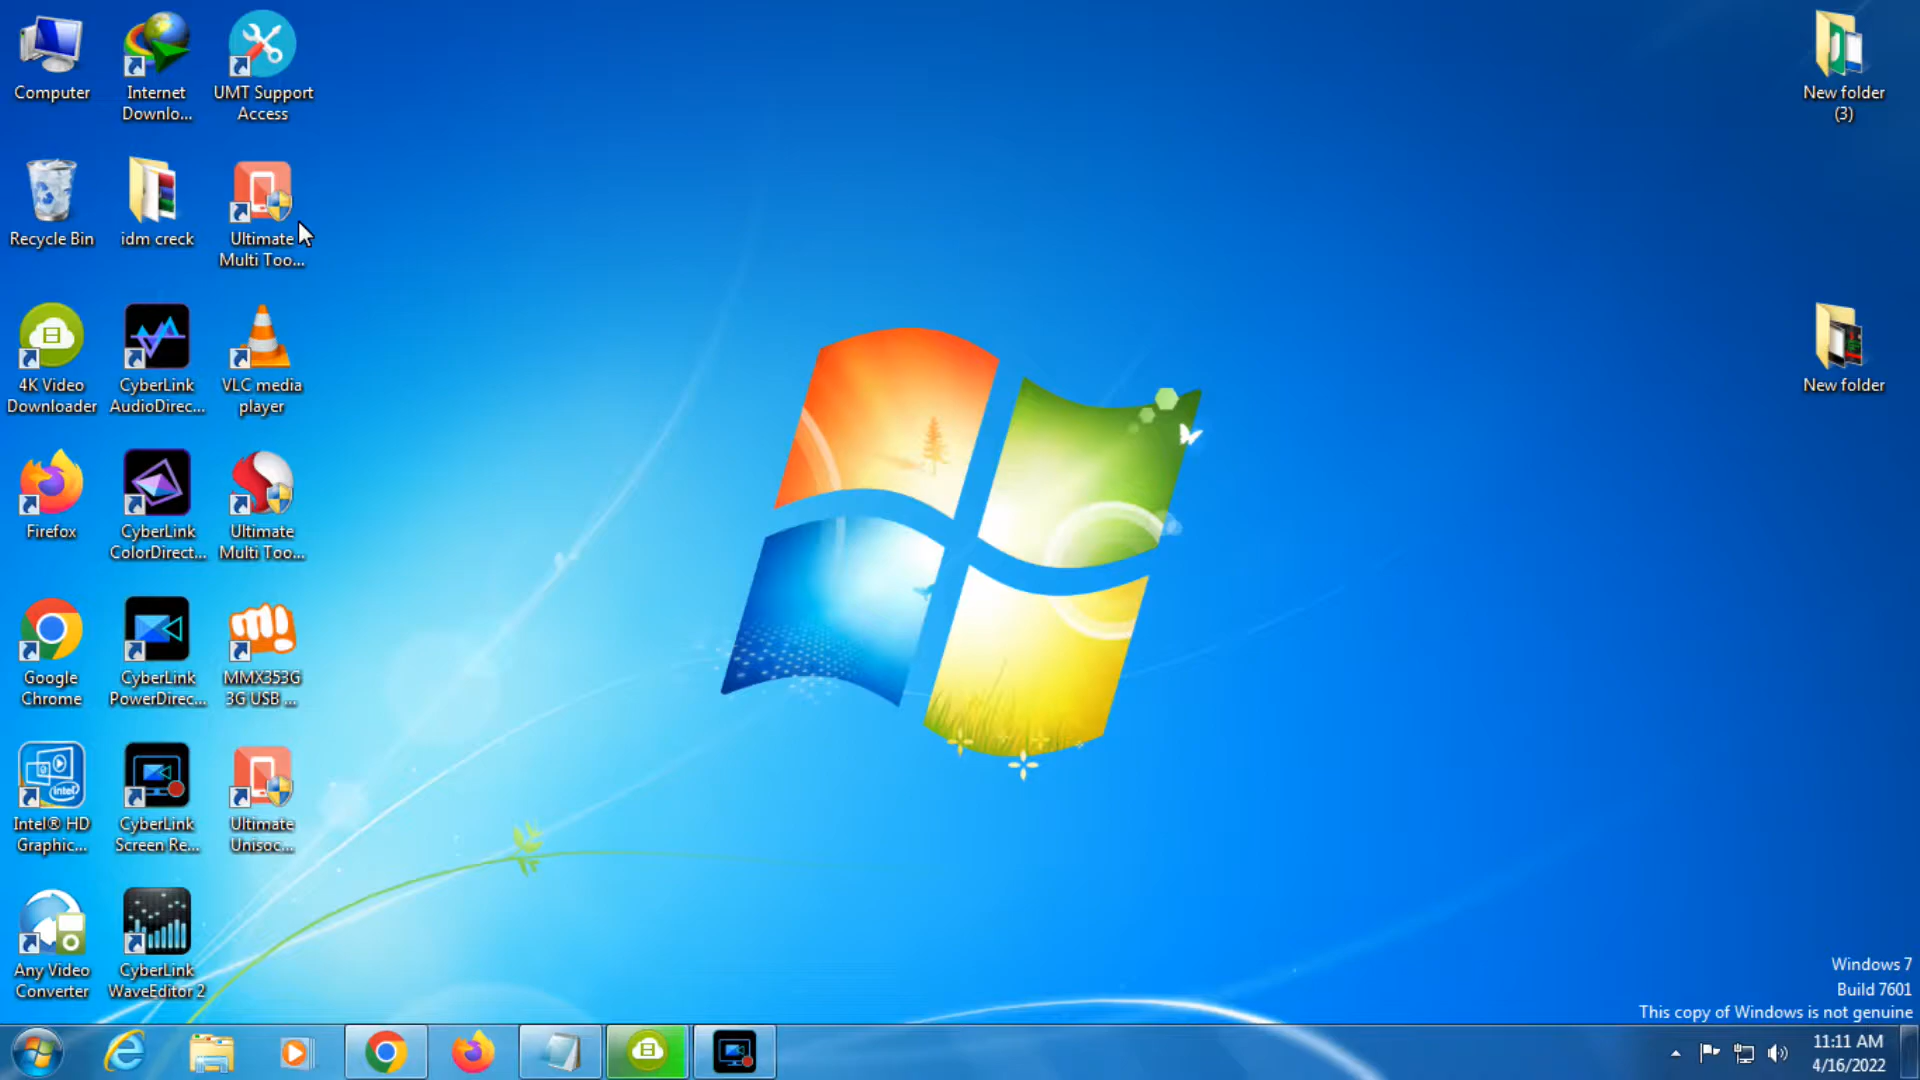 Computer
Internet
Downlo...
UMT Support
Access
New folder
(3)
Recycle Bin
idm creck
Ultimate
Multi Too...
4K Video
Downloader
CyberLink
AudioDirec...
VLC media
player
New folder
Firefox
CyberLink
ColorDirect...
Ultimate
Multi Too...
Google
Chrome
CyberLink
PowerDirec...
MMX353G
3G USB ...
intel
Intel® HD
Graphic...
CyberLink
Screen Re...
Ultimate
Unisoc...
Any Video
Converter
CyberLink
WaveEditor 2
Windows 7
Build 7601
This copy of Windows is not genuine
11:11 AM
4/16/2022